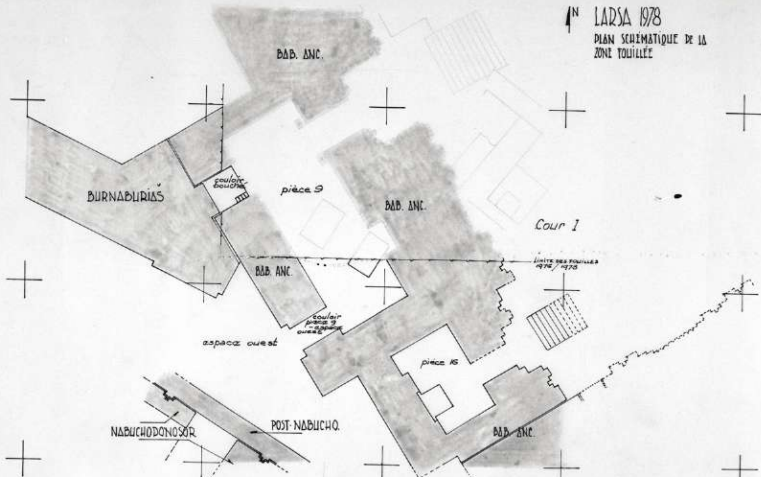 N
LARSA 1978
PLAN SCHÉMATIQUE DE LA
ZONE FOUILLÉE
BAB. ANC.
BURNABURIAŠ
couloir
bouché
pièce 9
BAB. ANC.
Cour I
LIMITE DES FOUILLES
1976/1978
BAB. ANC.
couloir
pièce 9
-espace
ouest
espace ouest
pièce 16
NABUCHODONOSOR
POST-NABUCHO.
BAB. ANC.